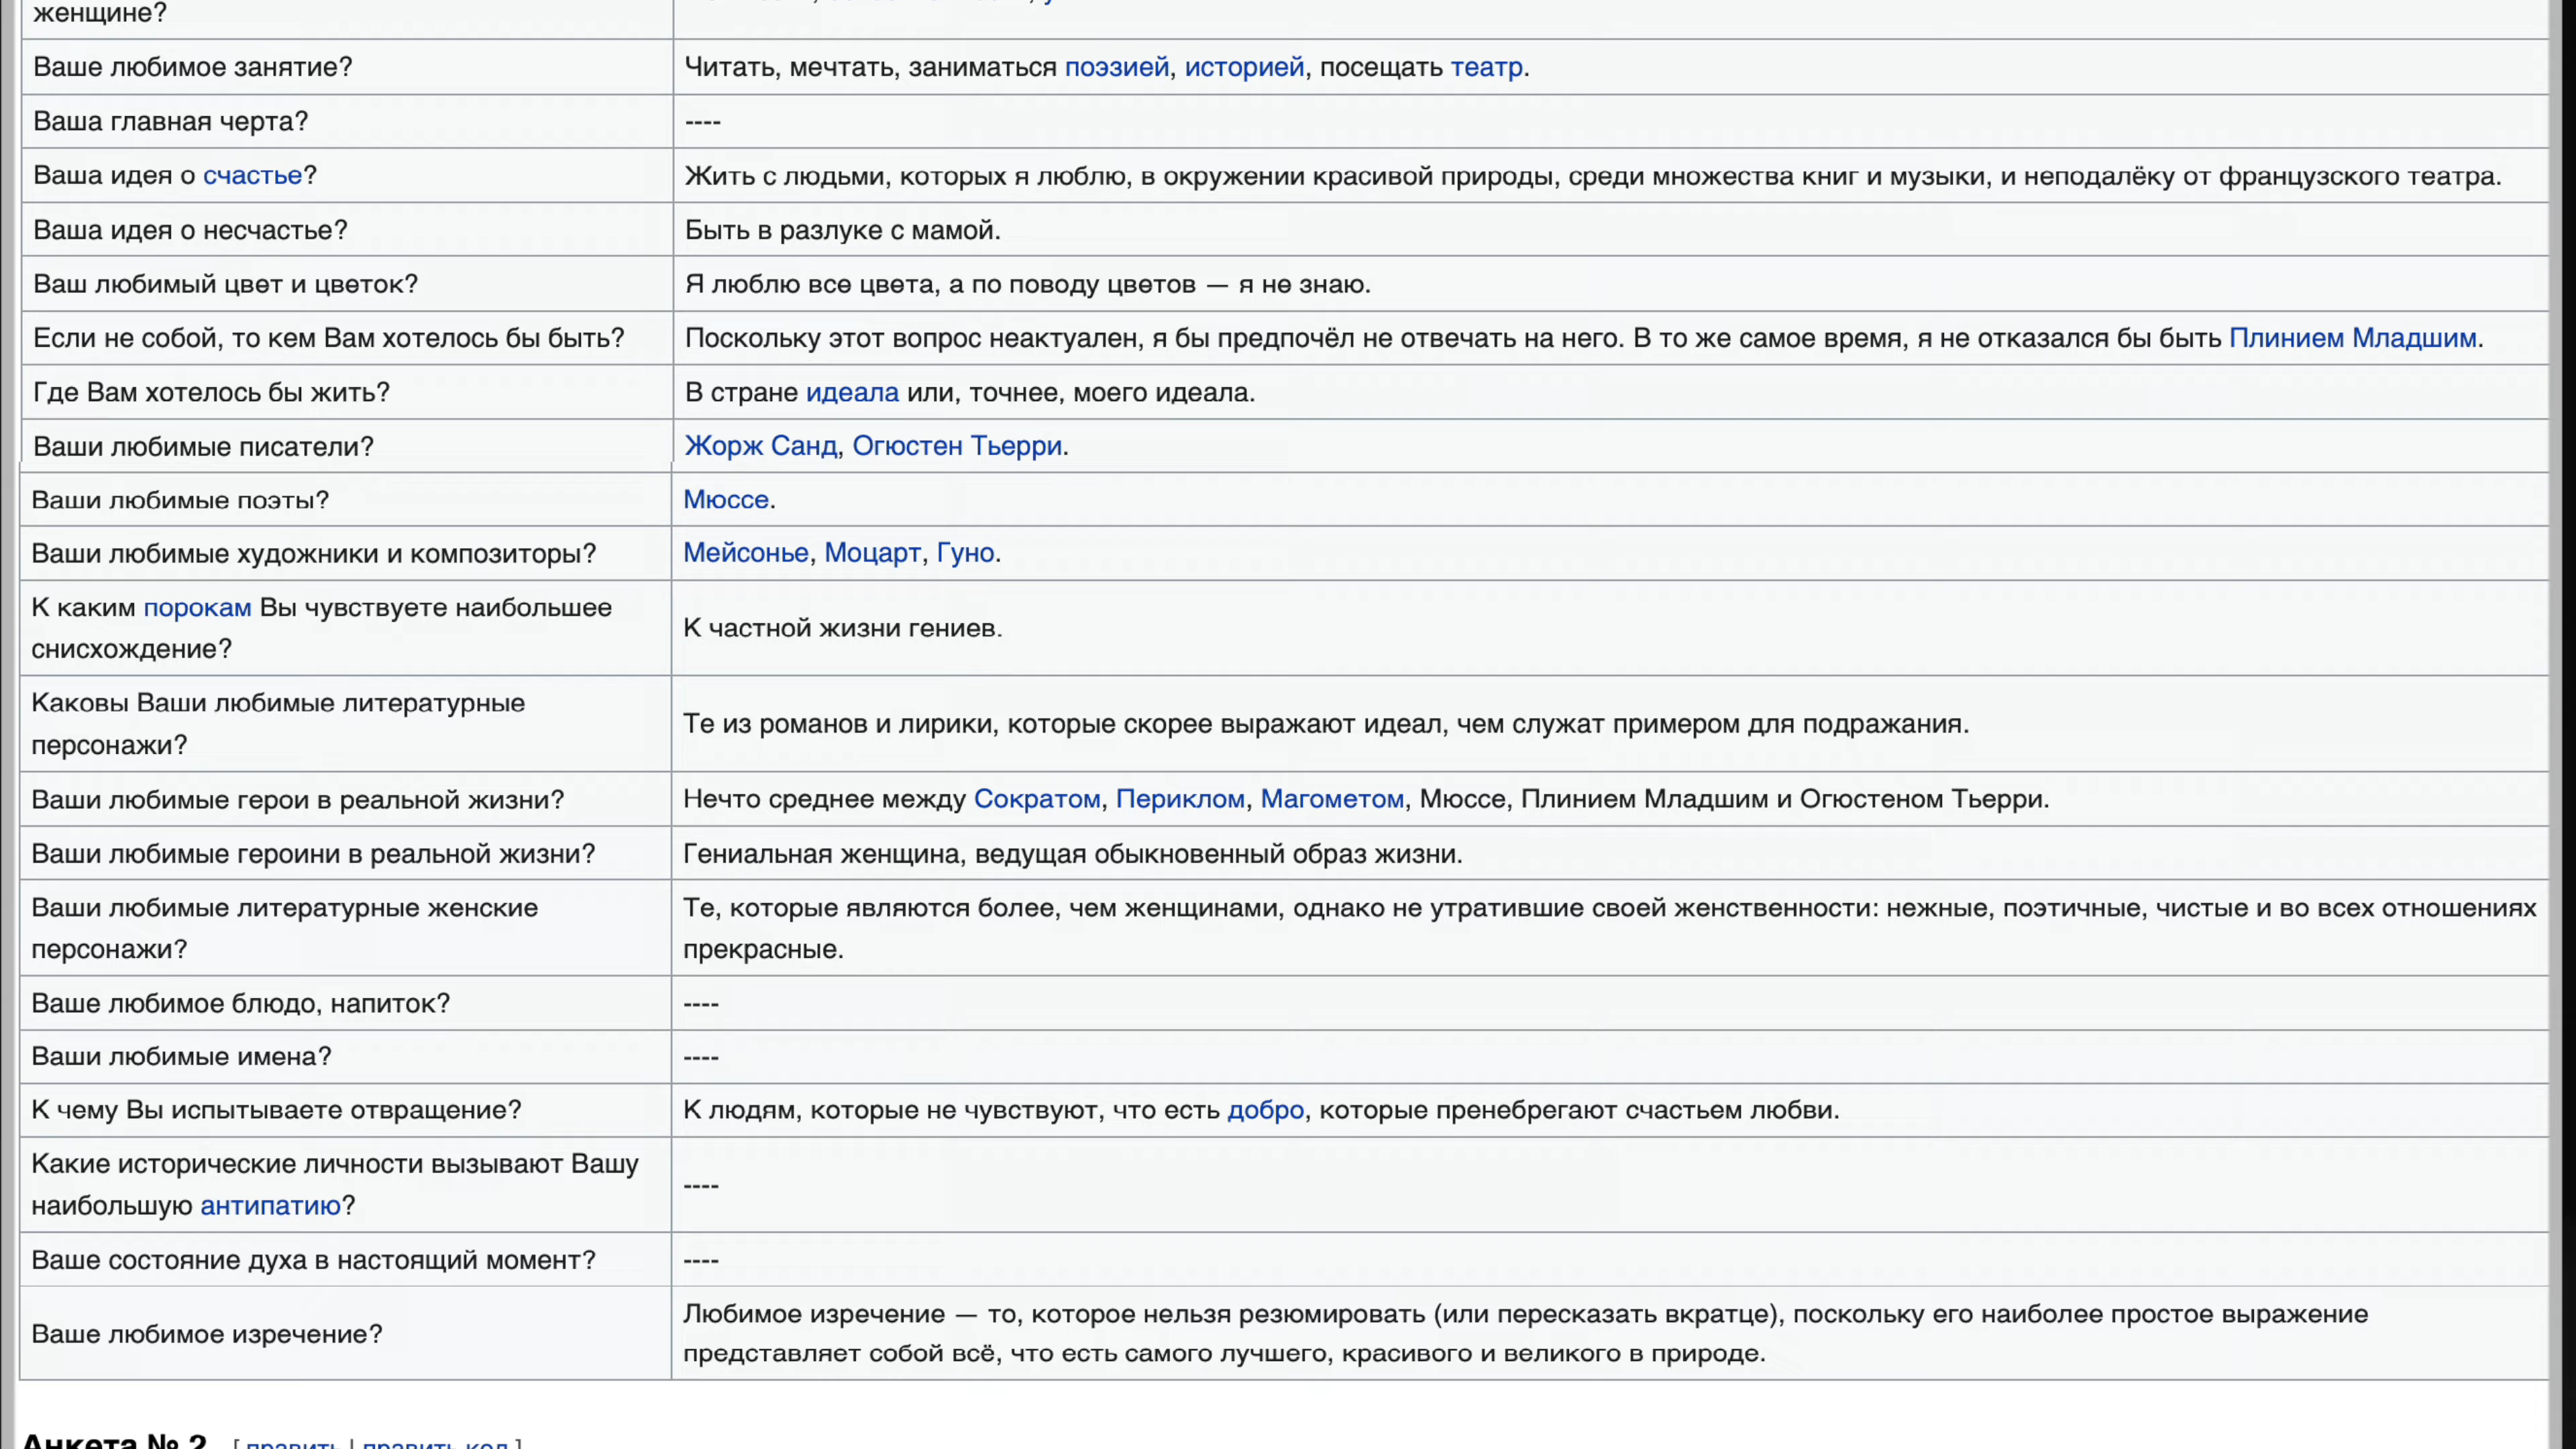 женщине?
Ваше любимое занятие? Читать, мечтать, заниматься поэзией, историей, посещать театр.
Ваша главная черта? ----
Ваша идея о счастье? Жить с людьми, которых я люблю, в окружении красивой природы, среди множества книг и музыки, и неподалёку от французского театра.
Ваша идея о несчастье? Быть в разлуке с мамой.
Ваш любимый цвет и цветок? Я люблю все цвета, а по поводу цветов — я не знаю.
Если не собой, то кем Вам хотелось бы быть? Поскольку этот вопрос неактуален, я бы предпочёл не отвечать на него. В то же самое время, я не отказался бы быть Плинием Младшим.
Где Вам хотелось бы жить? В стране идеала или, точнее, моего идеала.
Ваши любимые писатели? Жорж Санд, Огюстен Тьерри.
Ваши любимые поэты? Мюссе.
Ваши любимые художники и композиторы? Мейсонье, Моцарт, Гуно.
К каким порокам Вы чувствуете наибольшее
снисхождение?
К частной жизни гениев.
Каковы Ваши любимые литературные
персонажи?
Те из романов и лирики, которые скорее выражают идеал, чем служат примером для подражания.
Ваши любимые герои в реальной жизни? Нечто среднее между Сократом, Периклом, Магометом, Мюссе, Плинием Младшим и Огюстеном Тьерри.
Ваши любимые героини в реальной жизни? Гениальная женщина, ведущая обыкновенный образ жизни.
Ваши любимые литературные женские
персонажи?
Те, которые являются более, чем женщинами, однако не утратившие своей женственности: нежные, поэтичные, чистые и во всех отношениях
прекрасные.
Ваше любимое блюдо, напиток? ----
Ваши любимые имена? ----
К чему Вы испытываете отвращение? К людям, которые не чувствуют, что есть добро, которые пренебрегают счастьем любви.
Какие исторические личности вызывают Вашу
наибольшую антипатию?
----
Ваше состояние духа в настоящий момент? ----
Ваше любимое изречение?
Любимое изречение — то, которое нельзя резюмировать (или пересказать вкратце), поскольку его наиболее простое выражение
представляет собой всё, что есть самого лучшего, красивого и великого в природе.
Анкета № 2 [ править | править код ]